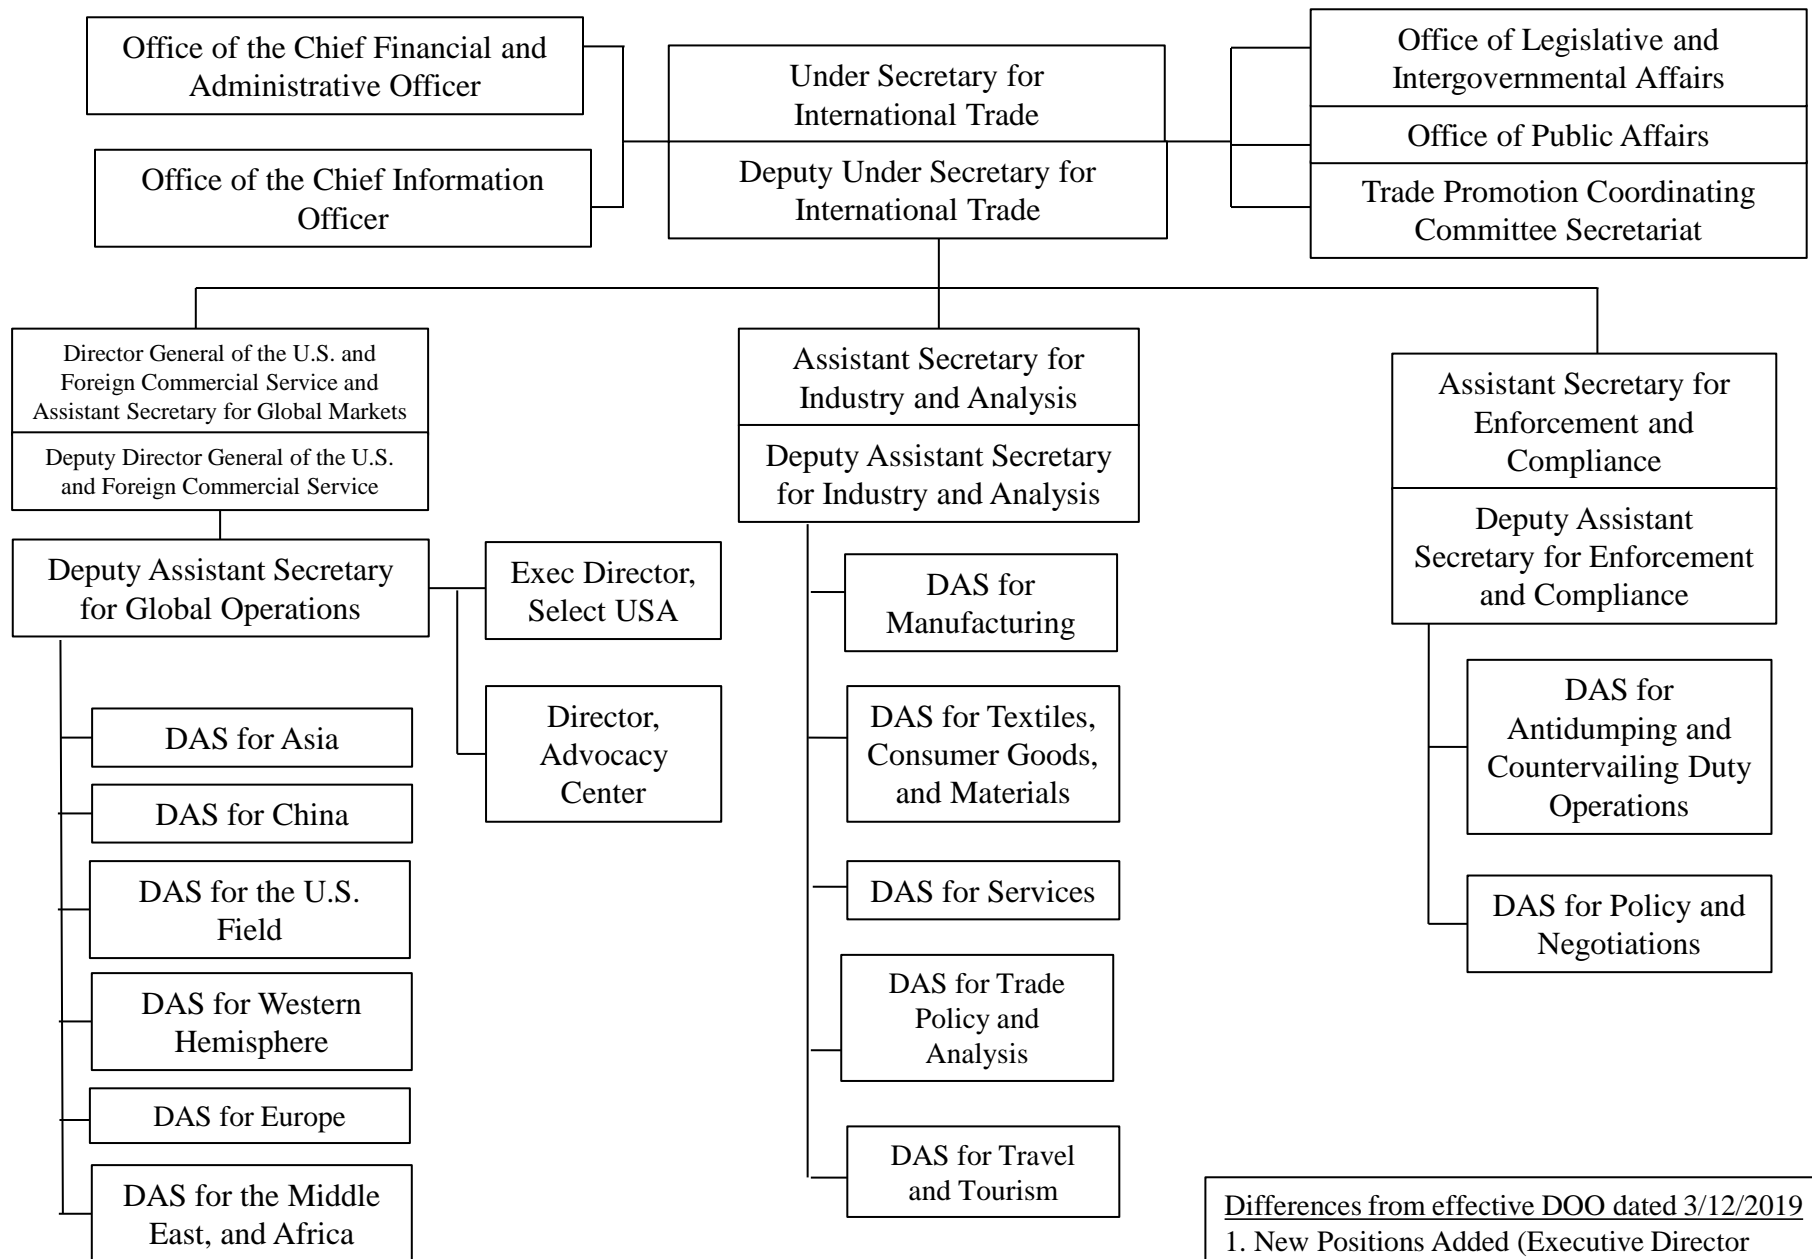 Office of the Chief Financial and
Administrative Officer
Office of the Chief Information
Officer
Under Secretary for
International Trade
Deputy Under Secretary for
International Trade
Office of Legislative and
Intergovernmental Affairs
Office of Public Affairs
Trade Promotion Coordinating
Committee Secretariat
Director General of the U.S. and
Foreign Commercial Service and
Assistant Secretary for Global Markets
Deputy Director General of the U.S.
and Foreign Commercial Service
Deputy Assistant Secretary
for Global Operations
Exec Director,
Select USA
Director,
Advocacy
Center
DAS for Asia
DAS for China
DAS for the U.S.
Field
DAS for Western
Hemisphere
DAS for Europe
DAS for the Middle
East, and Africa
Assistant Secretary for
Industry and Analysis
Deputy Assistant Secretary
for Industry and Analysis
DAS for
Manufacturing
DAS for Textiles,
Consumer Goods,
and Materials
DAS for Services
DAS for Trade
Policy and
Analysis
DAS for Travel
and Tourism
Assistant Secretary for
Enforcement and
Compliance
Deputy Assistant
Secretary for Enforcement
and Compliance
DAS for
Antidumping and
Countervailing Duty
Operations
DAS for Policy and
Negotiations
Differences from effective DOO dated 3/12/2019
1. New Positions Added (Executive Director